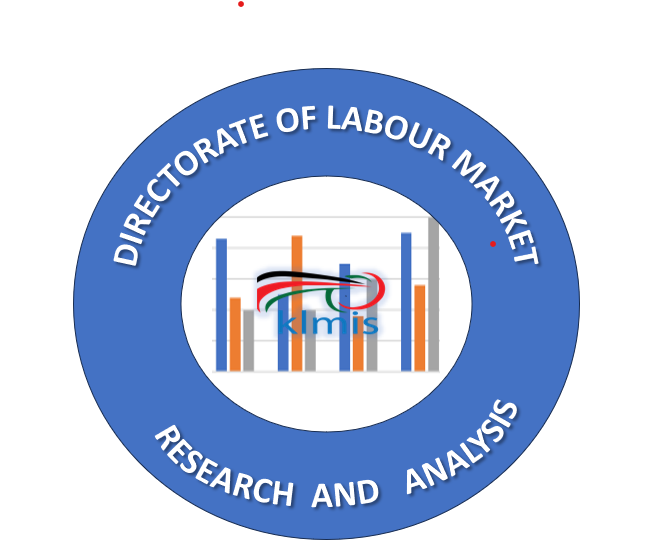 DIRECTORATE OF LABOUR MARKET
klmis
RESEARCH AND ANALYSIS